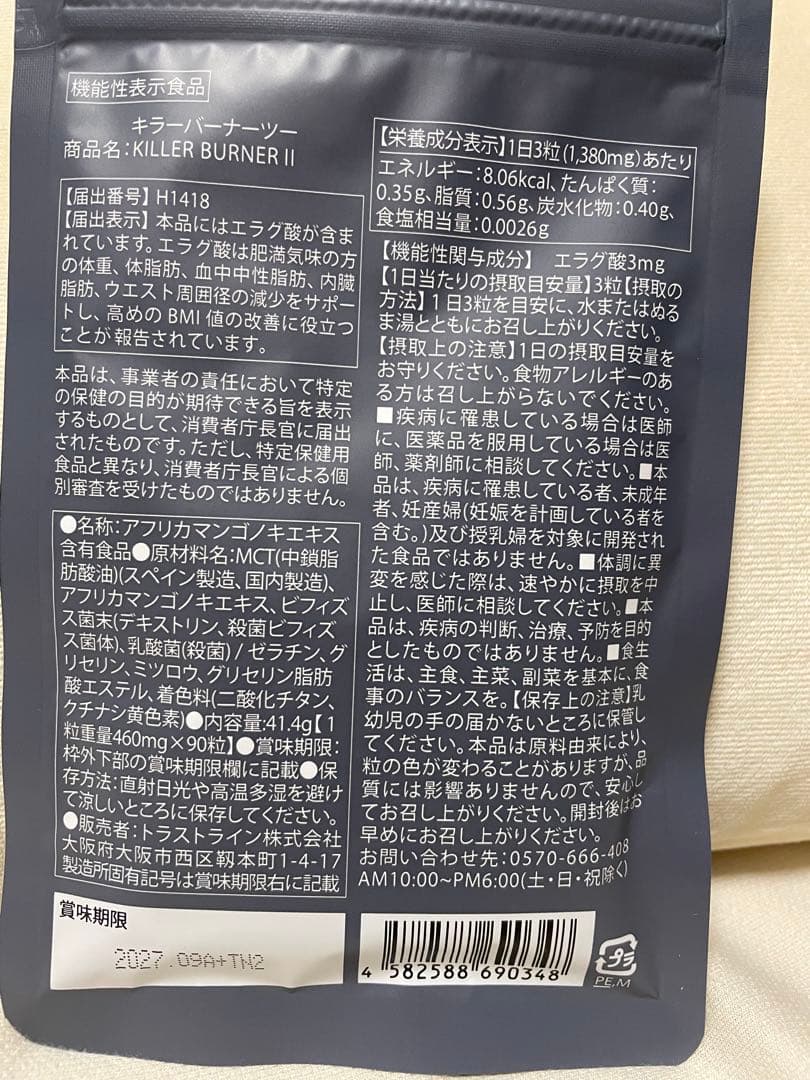 機能性表示食品
キラーバーナーツー
商品名:KILLER BURNER II
【届出番号】H1418
【届出表示】本品にはエラグ酸が含ま
れています。エラグ酸は肥満気味の方
の体重、体脂肪、血中中性脂肪、内臓
脂肪、ウエスト周囲径の減少をサポー
トし、高めのBMI値の改善に役立つ
ことが報告されています。
本品は、事業者の責任において特定
の保健の目的が期待できる旨を表示
するものとして、消費者庁長官に届出
されたものです。ただし、特定保健用
食品と異なり、消費者庁長官による個
別審査を受けたものではありません。
●名称:アフリカマンゴノキエキス
含有食品●原材料名:MCT(中鎖脂
肪酸油)(スペイン製造、国内製造)、
アフリカマンゴノキエキス、ビフィズ
ス菌末(デキストリン、殺菌ビフィズ
ス菌体)、乳酸菌(殺菌)/ゼラチン、グ
リセリン、ミツロウ、グリセリン脂肪
酸エステル、着色料(二酸化チタン、
クチナシ黄色素)●内容量:41.4g【1
粒重量460mg×90粒】●賞味期限:
枠外下部の賞味期限欄に記載●保
存方法:直射日光や高温多湿を避け
て涼しいところに保存してください。
●販売者:トラストライン株式会社
大阪府大阪市西区靱本町1-4-17
製造所固有記号は賞味期限右に記載
賞味期限
2027.09A+TN2
【栄養成分表示】1日3粒(1,380mg)あたり
エネルギー:8.06kcal、たんぱく質:
0.35g、脂質:0.56g、炭水化物:0.40g、
食塩相当量:0.0026g
【機能性関与成分】 エラグ酸3mg
【1日当たりの摂取目安量】3粒【摂取の
方法】1日3粒を目安に、水またはぬる
ま湯とともにお召し上がりください。
【摂取上の注意】1日の摂取目安量を
お守りください。食物アレルギーのあ
る方は召し上がらないでください。
■疾病に罹患している場合は医師
に、医薬品を服用している場合は医
師、薬剤師に相談してください。■本
品は、疾病に罹患している者、未成年
者、妊産婦(妊娠を計画している者を
含む。)及び授乳婦を対象に開発され
た食品ではありません。■体調に異
変を感じた際は、速やかに摂取を中
止し、医師に相談してください。■本
品は、疾病の判断、治療、予防を目的
としたものではありません。■食生
活は、主食、主菜、副菜を基本に、食
事のバランスを。【保存上の注意】乳
幼児の手の届かないところに保管し
てください。本品は原料由来により、
粒の色が変わることがありますが、品
質には影響ありませんので、安心し
てお召し上がりください。開封後はお
早めにお召し上がりください。
お問い合わせ先:0570-666-408
AM10:00~PM6:00(土・日・祝除く)
4 582588 690348
プラ
PE,M